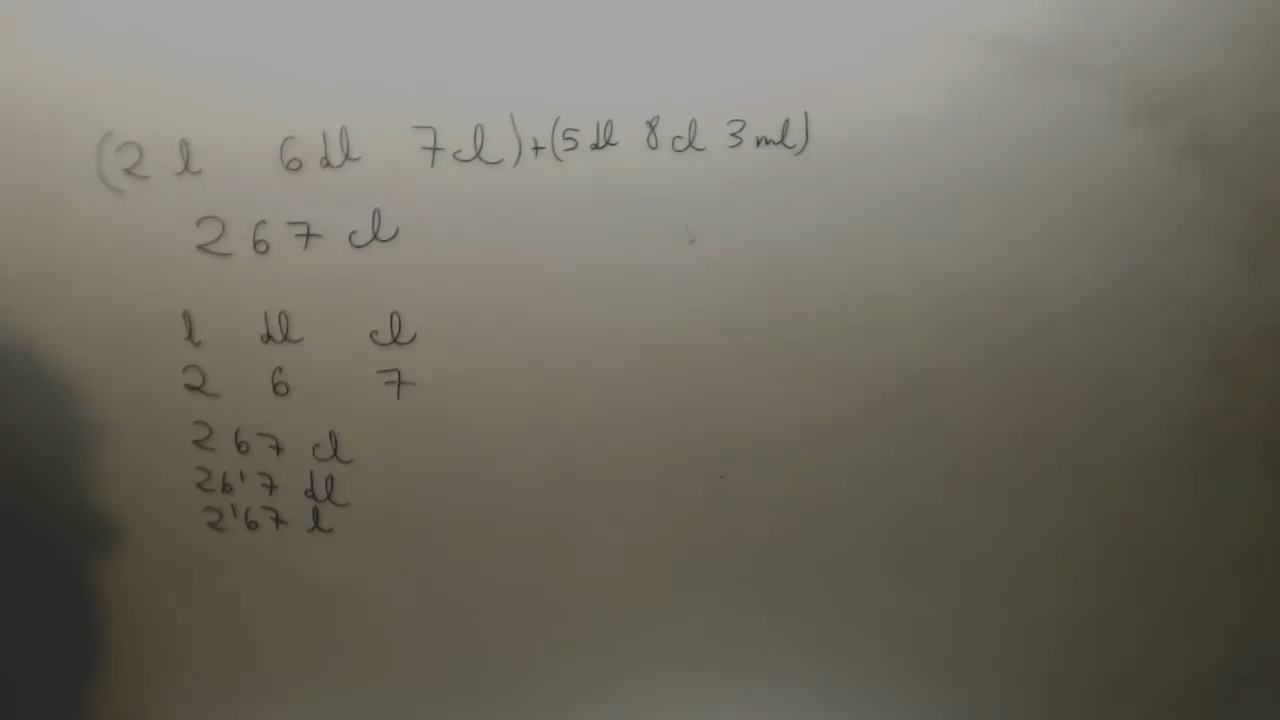 (2 l 6 dl 7 cl) + (5 dl 8 cl 3 ml)
267 cl
l dl cl
2 6 7
267 cl
26'7 dl
2'67 l